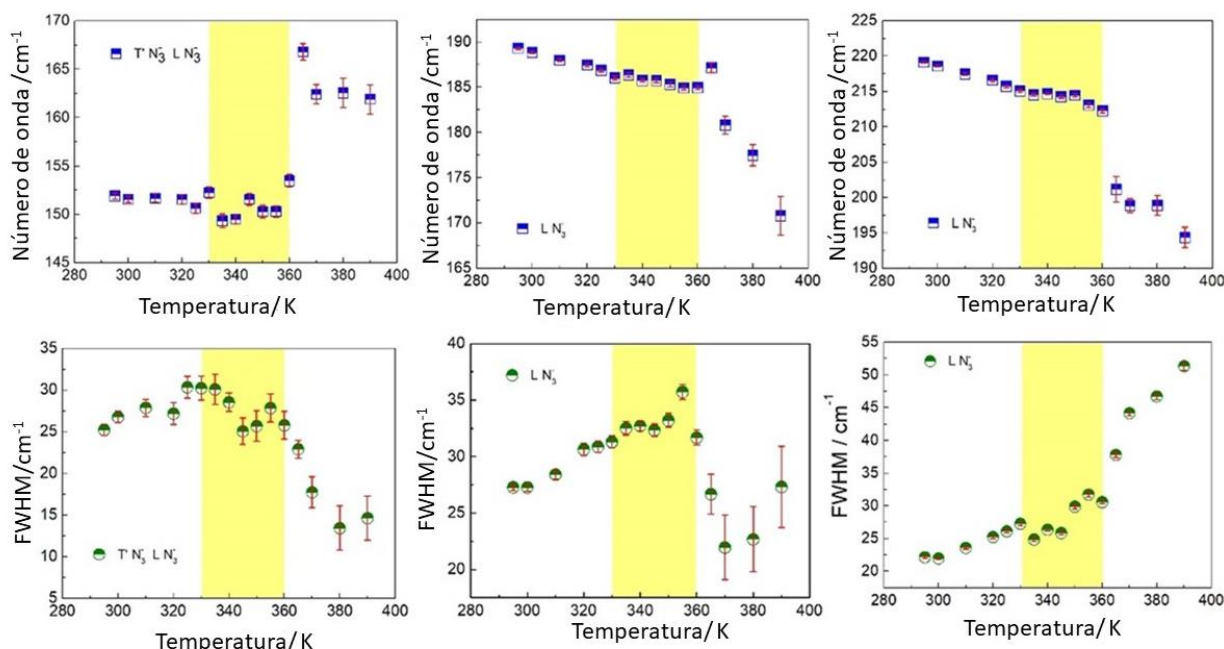 Número de onda /cm⁻¹
170
165
160
155
150
145
T' N₃⁻ L N₃⁻
280 300 320 340 360 380 400
Temperatura/ K
Número de onda /cm⁻¹
190
185
180
175
170
165
L N₃⁻
280 300 320 340 360 380 400
Temperatura/ K
Número de onda /cm⁻¹
220
215
210
205
200
195
190
L N₃⁻
280 300 320 340 360 380 400
Temperatura/ K
FWHM/cm⁻¹
35
30
25
20
15
10
5
T' N₃⁻ L N₃⁻
280 300 320 340 360 380 400
Temperatura/ K
FWHM/cm⁻¹
40
35
30
25
20
L N₃⁻
280 300 320 340 360 380 400
Temperatura/ K
FWHM / cm⁻¹
55
50
45
40
35
30
25
20
15
L N₃⁻
280 300 320 340 360 380 400
Temperatura/ K